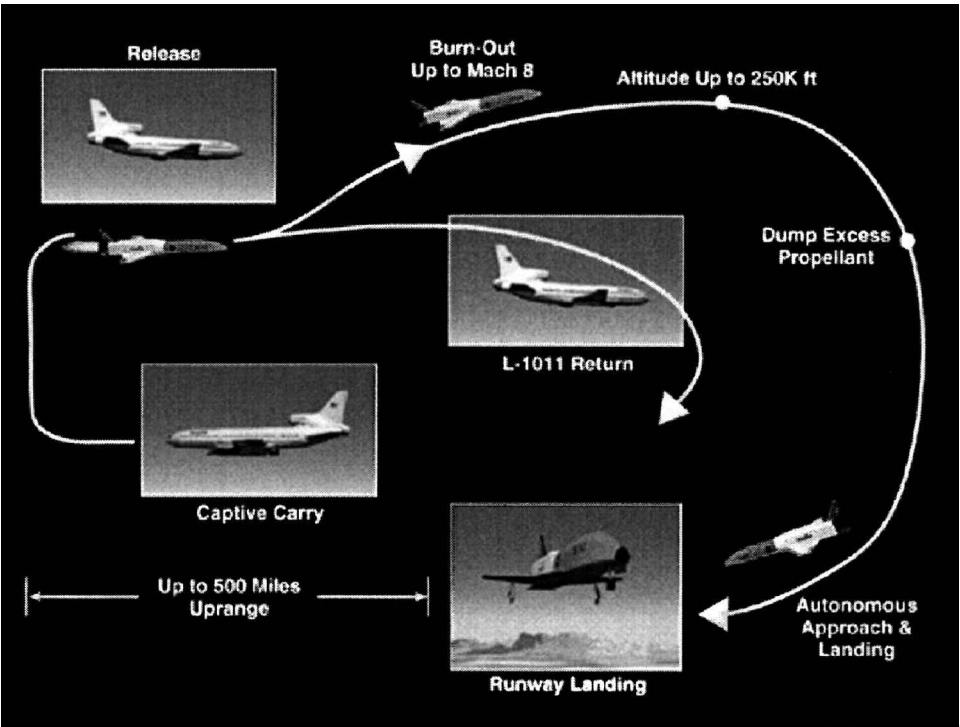 Release
Burn-Out
Up to Mach 8
Altitude Up to 250K ft
Dump Excess
Propellant
L-1011 Return
Captive Carry
Up to 500 Miles
Uprange
Autonomous
Approach &
Landing
Runway Landing